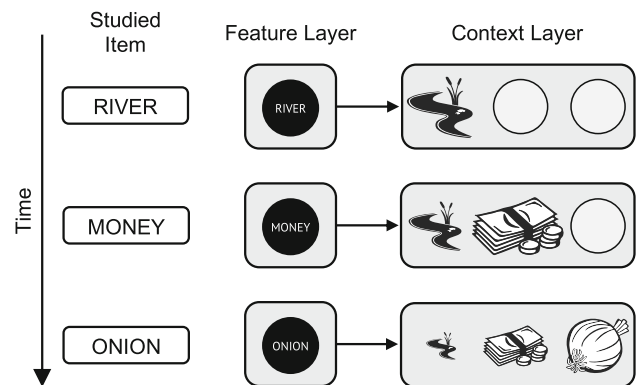 Studied
Item
Feature Layer
Context Layer
RIVER
RIVER
Time
MONEY
MONEY
ONION
ONION